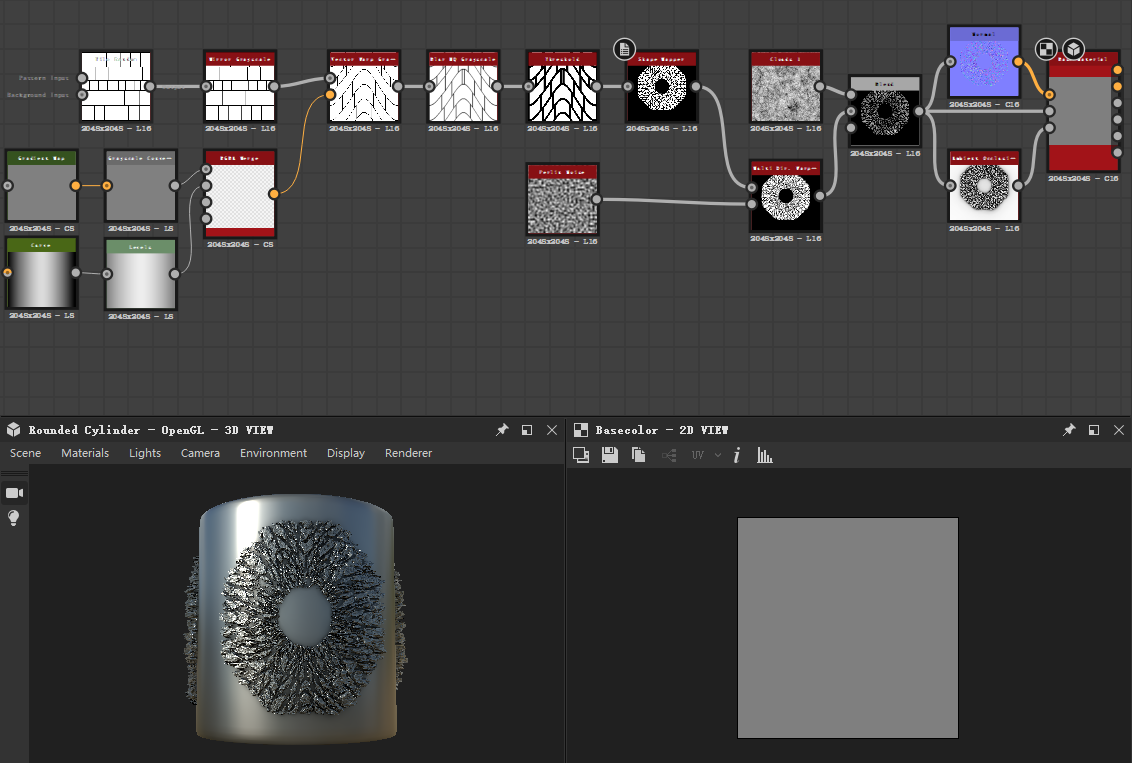 Normal
Tile Random
Mirror Grayscale
Vector Warp Gra—
Blur HQ Grayscale
Threshold
Shape Mapper
Clouds 1
Pattern Input
Background Input
Blend
2048x2048 - C16
2048x2048 - L16
2048x2048 - L16
2048x2048 - L16
2048x2048 - L16
2048x2048 - L16
2048x2048 - L16
2048x2048 - L16
2048x2048 - L16
Gradient Map
Grayscale Conve—
RGBA Merge
Ambient Occlusi—
Perlin Noise
Multi Dir. Warp—
2048x2048 - C16
2048x2048 - C8
2048x2048 - L8
2048x2048 - L16
2048x2048 - C8
2048x2048 - L16
2048x2048 - L16
Curve
Levels
2048x2048 - L8
2048x2048 - L8
Rounded Cylinder - OpenGL - 3D VIEW
Basecolor - 2D VIEW
Scene Materials Lights Camera Environment Display Renderer
UV